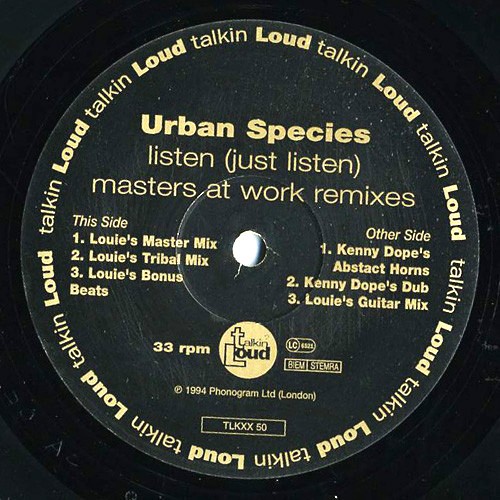 talkin Loud talkin Loud talkin Loud talkin Loud talkin Loud talkin Loud talkin Loud talkin Loud
Urban Species
listen (just listen)
masters at work remixes
This Side
1. Louie's Master Mix
2. Louie's Tribal Mix
3. Louie's Bonus
Beats
Other Side
1. Kenny Dope's
Abstact Horns
2. Kenny Dope's Dub
3. Louie's Guitar Mix
33 rpm
talkin
Loud
LC 6521
BIEM STEMRA
℗ 1994 Phonogram Ltd (London)
TLKXX 50